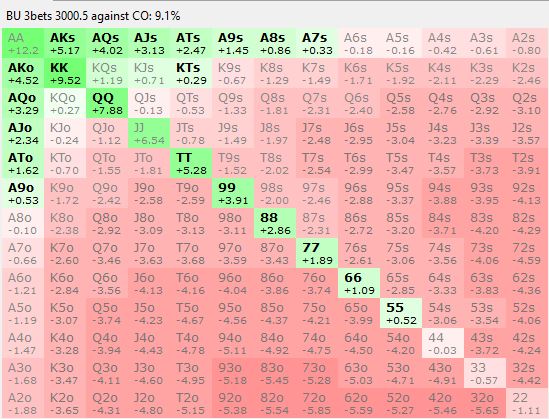 BU 3bets 3000.5 against CO: 9.1%
AA AKs AQs AJs ATs A9s A8s A7s A6s A5s A4s A3s A2s
+12.2 +5.17 +4.02 +3.13 +2.47 +1.45 +0.86 +0.33 -0.18 -0.16 -0.42 -0.61 -0.80
AKo KK KQs KJs KTs K9s K8s K7s K6s K5s K4s K3s K2s
+4.52 +9.52 +1.19 +0.71 +0.29 -0.67 -1.29 -1.49 -1.71 -1.92 -2.11 -2.29 -2.46
AQo KQo QQ QJs QTs Q9s Q8s Q7s Q6s Q5s Q4s Q3s Q2s
+3.29 +0.27 +7.88 -0.13 -0.53 -1.33 -1.81 -2.31 -2.40 -2.58 -2.76 -2.92 -3.10
AJo KJo QJo JJ JTs J9s J8s J7s J6s J5s J4s J3s J2s
+2.34 -0.24 -1.12 +6.54 -0.78 -1.49 -1.97 -2.48 -2.95 -3.04 -3.23 -3.39 -3.57
ATo KTo QTo JTo TT T9s T8s T7s T6s T5s T4s T3s T2s
+1.62 -0.70 -1.55 -1.81 +5.28 -1.52 -2.02 -2.54 -2.99 -3.47 -3.57 -3.73 -3.91
A9o K9o Q9o J9o T9o 99 98s 97s 96s 95s 94s 93s 92s
+0.53 -1.72 -2.42 -2.58 -2.59 +3.91 -2.00 -2.46 -2.88 -3.37 -3.88 -3.95 -4.13
A8o K8o Q8o J8o T8o 98o 88 87s 86s 85s 84s 83s 82s
-0.10 -2.38 -2.92 -3.09 -3.13 -3.11 +2.86 -2.31 -2.72 -3.20 -3.71 -4.20 -4.29
A7o K7o Q7o J7o T7o 97o 87o 77 76s 75s 74s 73s 72s
-0.66 -2.60 -3.46 -3.63 -3.68 -3.59 -3.43 +1.89 -2.61 -3.06 -3.56 -4.06 -4.59
A6o K6o Q6o J6o T6o 96o 86o 76o 66 65s 64s 63s 62s
-1.21 -2.84 -3.56 -4.13 -4.16 -4.04 -3.86 -3.74 +1.09 -2.85 -3.33 -3.83 -4.36
A5o K5o Q5o J5o T5o 95o 85o 75o 65o 55 54s 53s 52s
-1.19 -3.07 -3.74 -4.23 -4.67 -4.56 -4.37 -4.21 -3.99 +0.52 -3.06 -3.54 -4.06
A4o K4o Q4o J4o T4o 94o 84o 74o 64o 54o 44 43s 42s
-1.47 -3.28 -3.94 -4.43 -4.78 -5.11 -4.92 -4.75 -4.50 -4.20 -0.03 -3.72 -4.24
A3o K3o Q3o J3o T3o 93o 83o 73o 63o 53o 43o 33 32s
-1.68 -3.47 -4.11 -4.60 -4.95 -5.18 -5.45 -5.28 -5.03 -4.71 -4.91 -0.57 -4.42
A2o K2o Q2o J2o T2o 92o 82o 72o 62o 52o 42o 32o 22
-1.88 -3.65 -4.31 -4.80 -5.15 -5.38 -5.54 -5.85 -5.59 -5.27 -5.46 -5.65 -1.11